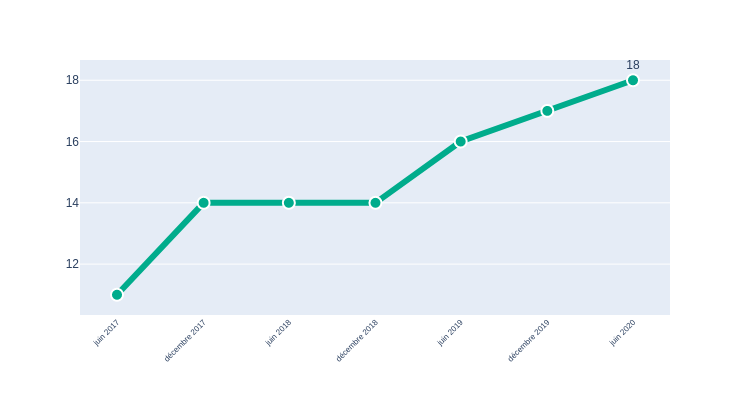 18
18
16
14
12
juin 2017
décembre 2017
juin 2018
décembre 2018
juin 2019
décembre 2019
juin 2020